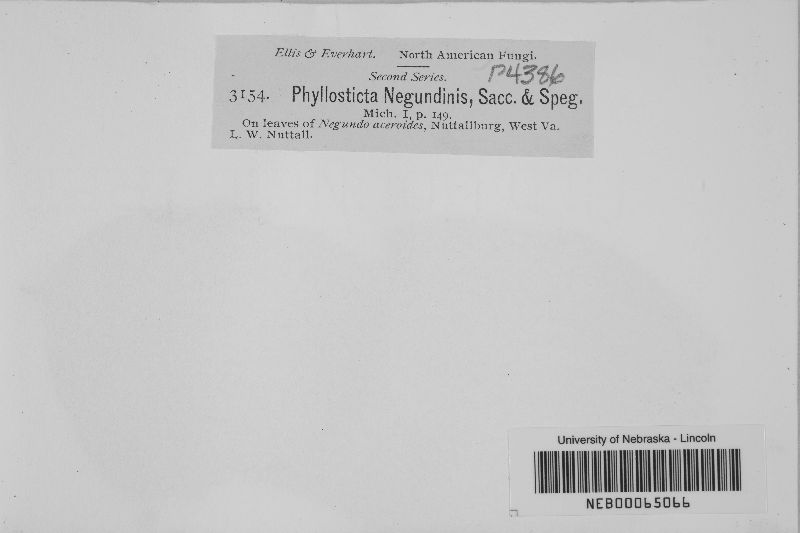 Ellis & Everhart. North American Fungi.
Second Series. P4386
3154. Phyllosticta Negundinis, Sacc. & Speg.
Mich. I, p. 149.
On leaves of Negundo aceroides, Nuttallburg, West Va.
L. W. Nuttall.
University of Nebraska - Lincoln
NEB00065066